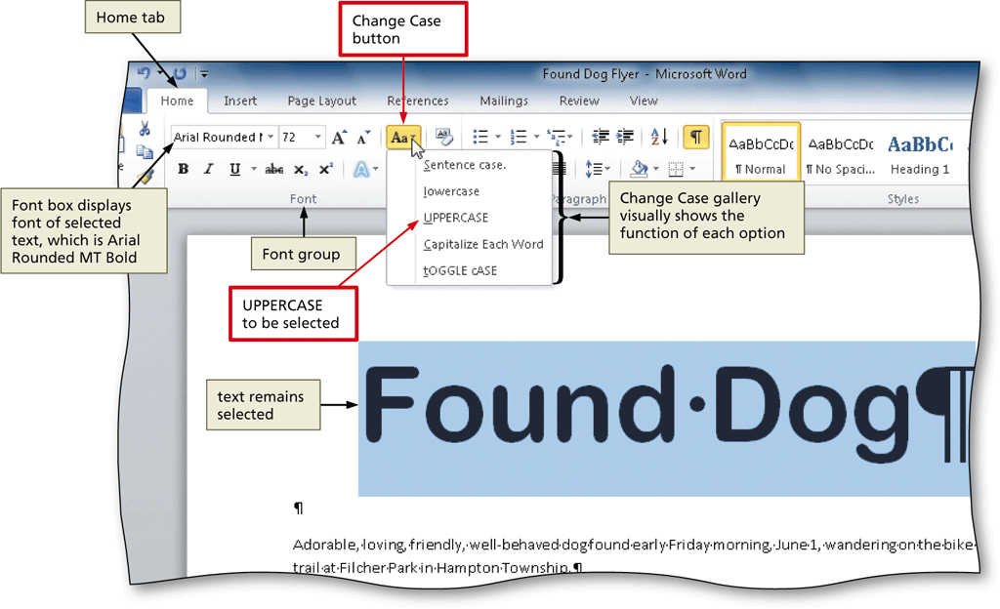 Home tab
Change Case
button
Found Dog Flyer - Microsoft Word
Home Insert Page Layout References Mailings Review View
Arial Rounded 72 Aa AaBbCcDc AaBbCcDc AaBbC
B I U abc x₂ x² A ¶ Normal ¶ No Spaci... Heading 1
Font Paragraph Styles
Sentence case.
lowercase
UPPERCASE
Capitalize Each Word
tOGGLE cASE
Font box displays
font of selected
text, which is Arial
Rounded MT Bold
Font group
Change Case gallery
visually shows the
function of each option
UPPERCASE
to be selected
text remains
selected
Found·Dog¶
¶
Adorable,·loving,·friendly,·well-behaved·dog·found·early·Friday·morning,·June·1,·wandering·on·the·bike·
trail·at·Filcher·Park·in·Hampton·Township.¶